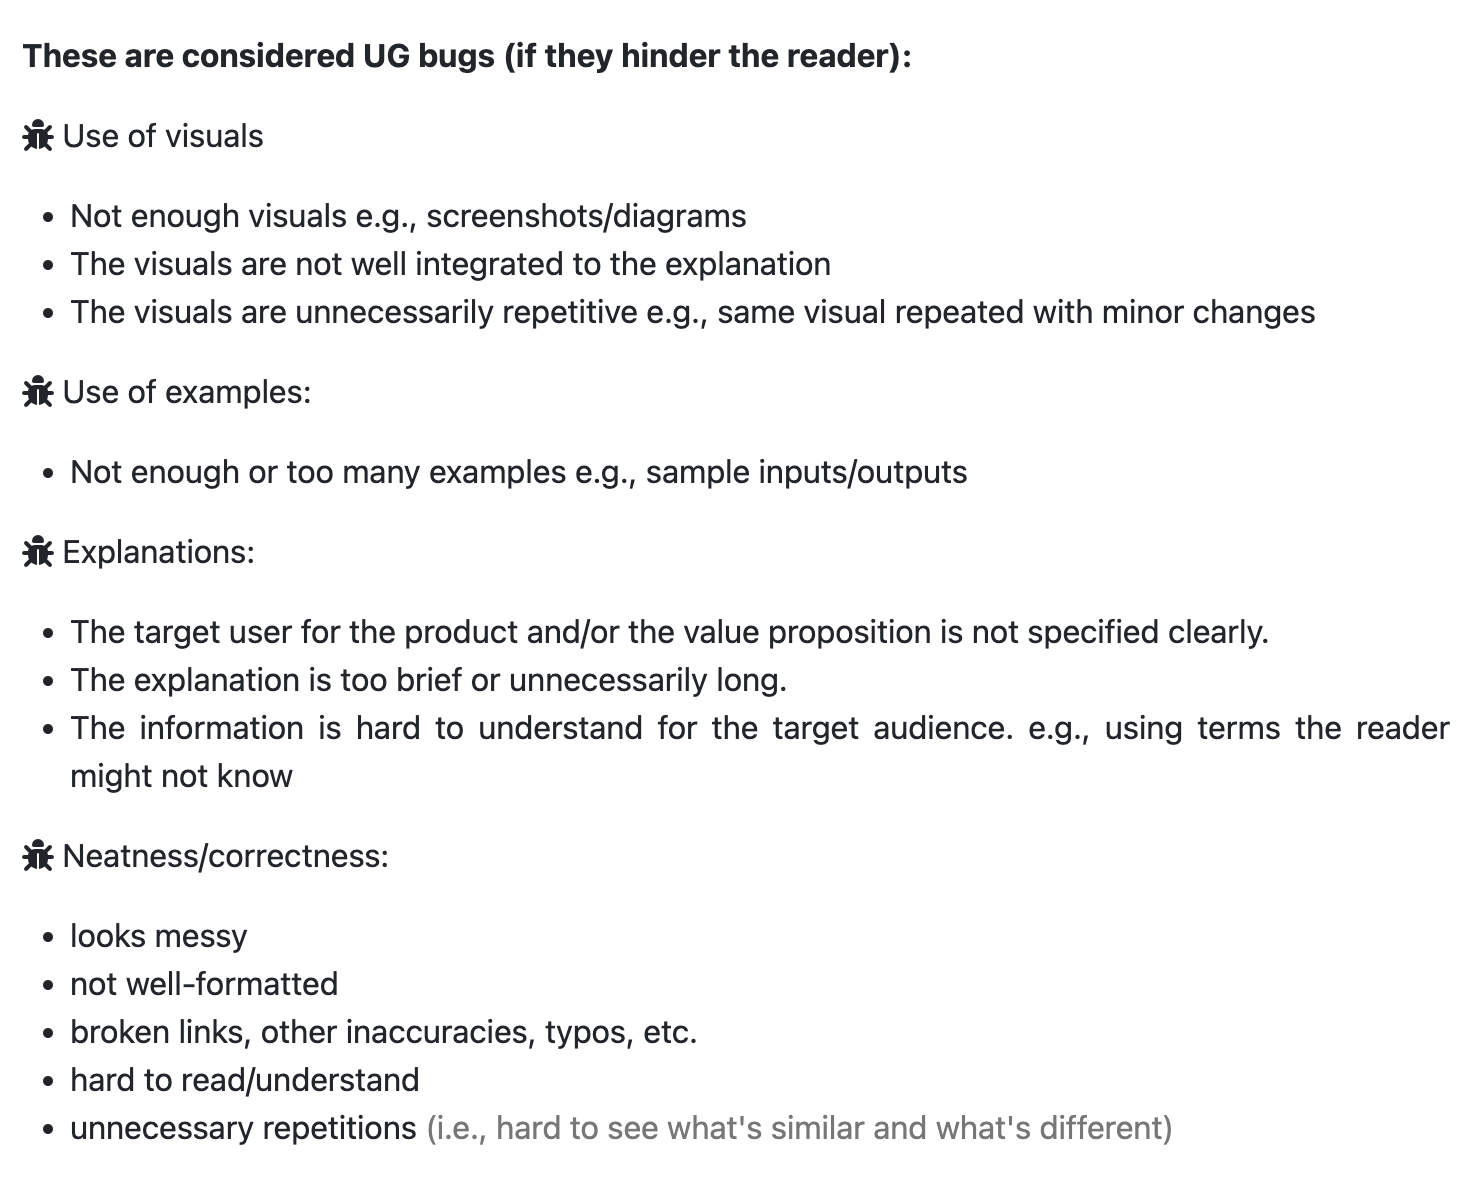 These are considered UG bugs (if they hinder the reader):
Use of visuals
• Not enough visuals e.g., screenshots/diagrams
• The visuals are not well integrated to the explanation
• The visuals are unnecessarily repetitive e.g., same visual repeated with minor changes
Use of examples:
• Not enough or too many examples e.g., sample inputs/outputs
Explanations:
• The target user for the product and/or the value proposition is not specified clearly.
• The explanation is too brief or unnecessarily long.
• The information is hard to understand for the target audience. e.g., using terms the reader
might not know
Neatness/correctness:
• looks messy
• not well-formatted
• broken links, other inaccuracies, typos, etc.
• hard to read/understand
• unnecessary repetitions (i.e., hard to see what's similar and what's different)